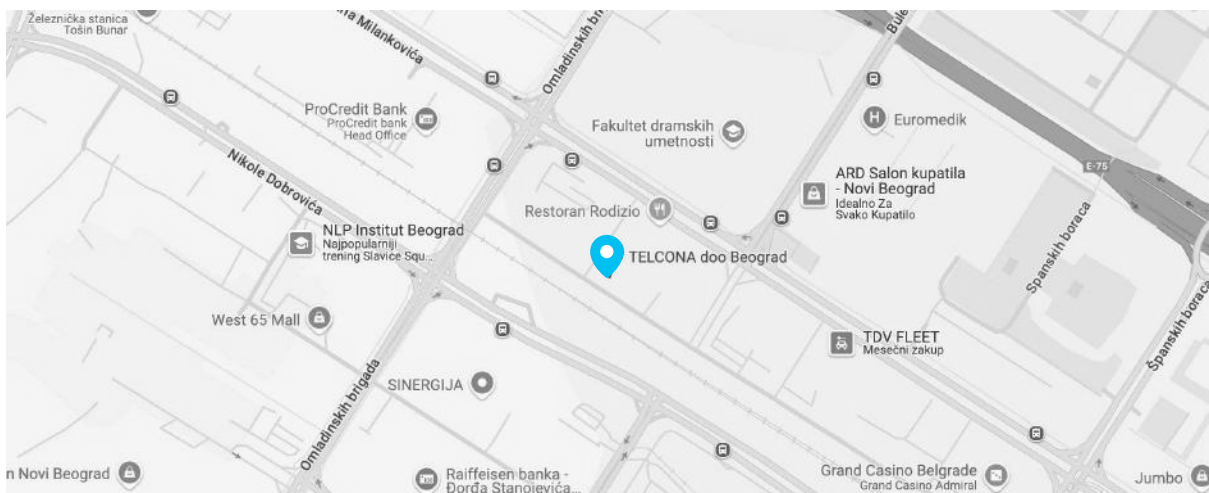 Železnička stanica
Tošin Bunar
Milankovića
Omladinskih
ProCredit Bank
ProCredit bank
Head Office
Fakultet dramskih
umetnosti
Euromedik
E-75
Nikole Dobrovića
ARD Salon kupatila
- Novi Beograd
Idealno Za
Svako Kupatilo
Restoran Rodizio
NLP Institut Beograd
Najpopularniji
trening Slavice Squ...
TELCONA doo Beograd
Španskih boraca
Španskih boraca
West 65 Mall
TDV FLEET
Mesečni zakup
SINERGIJA
Omladinskih brigada
n Novi Beograd
Raiffeisen banka -
Đorđa Stanojevića...
Grand Casino Belgrade
Grand Casino Admiral
Jumbo